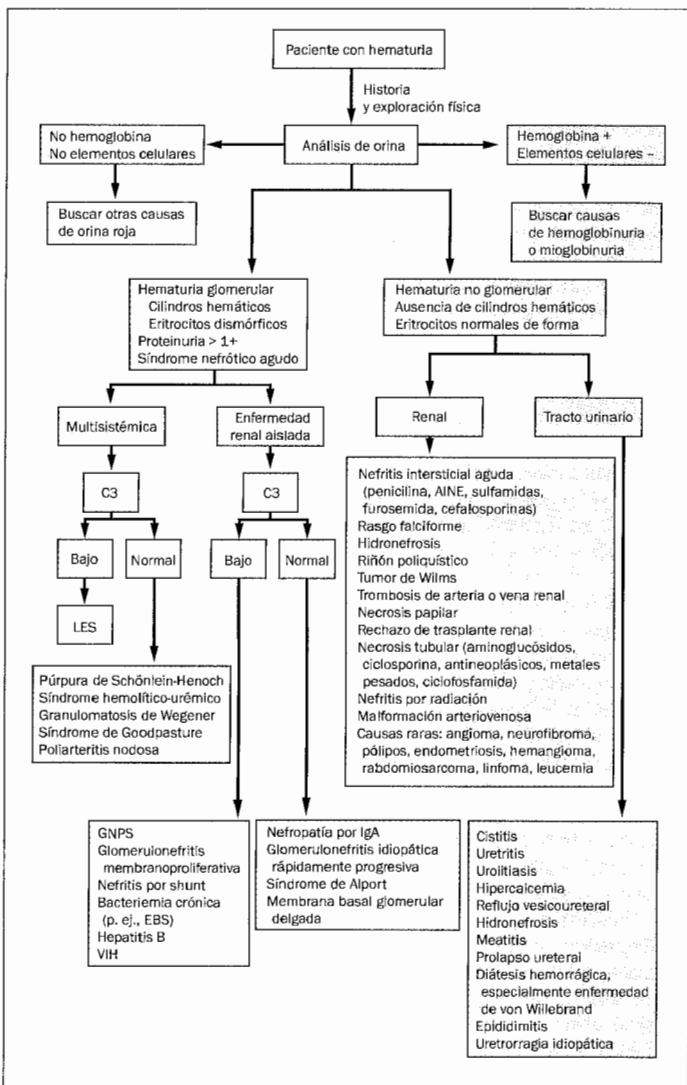 Paciente con hematuria
Historia
y exploración física
No hemoglobina
No elementos celulares
Análisis de orina
Hemoglobina +
Elementos celulares –
Buscar otras causas
de orina roja
Buscar causas
de hemoglobinuria
o mioglobinuria
Hematuria glomerular
Cilindros hemáticos
Eritrocitos dismórficos
Proteinuria > 1+
Síndrome nefrótico agudo
Hematuria no glomerular
Ausencia de cilindros hemáticos
Eritrocitos normales de forma
Multisistémica
Enfermedad
renal aislada
Renal
Tracto urinario
C3
C3
Bajo
Normal
Bajo
Normal
LES
Púrpura de Schönlein-Henoch
Síndrome hemolítico-urémico
Granulomatosis de Wegener
Síndrome de Goodpasture
Poliarteritis nodosa
Nefritis intersticial aguda
(penicilina, AINE, sulfamidas,
furosemida, cefalosporinas)
Rasgo falciforme
Hidronefrosis
Riñón poliquístico
Tumor de Wilms
Trombosis de arteria o vena renal
Necrosis papilar
Rechazo de trasplante renal
Necrosis tubular (aminoglucósidos,
ciclosporina, antineoplásicos, metales
pesados, ciclofosfamida)
Nefritis por radiación
Malformación arteriovenosa
Causas raras: angioma, neurofibroma,
pólipos, endometriosis, hemangioma,
rabdomiosarcoma, linfoma, leucemia
GNPS
Glomerulonefritis
membranoproliferativa
Nefritis por shunt
Bacteriemia crónica
(p. ej., EBS)
Hepatitis B
VIH
Nefropatía por IgA
Glomerulonefritis idiopática
rápidamente progresiva
Síndrome de Alport
Membrana basal glomerular
delgada
Cistitis
Uretritis
Urolitiasis
Hipercalcemia
Reflujo vesicoureteral
Hidronefrosis
Meatitis
Prolapso ureteral
Diátesis hemorrágica,
especialmente enfermedad
de von Willebrand
Epididimitis
Uretrorragia idiopática